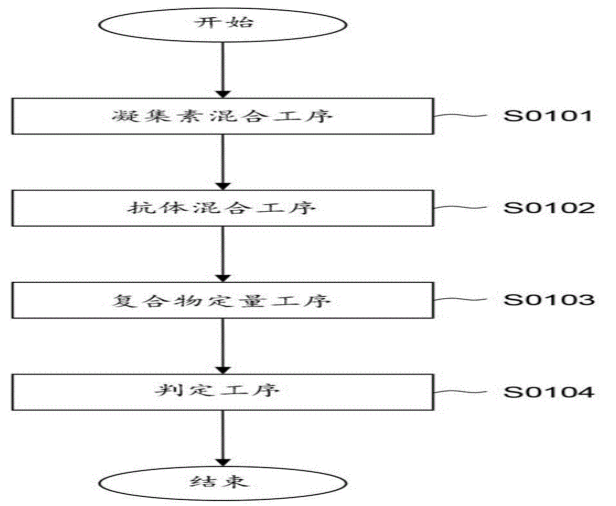 开始
凝集素混合工序 S0101
抗体混合工序 S0102
复合物定量工序 S0103
判定工序 S0104
结束